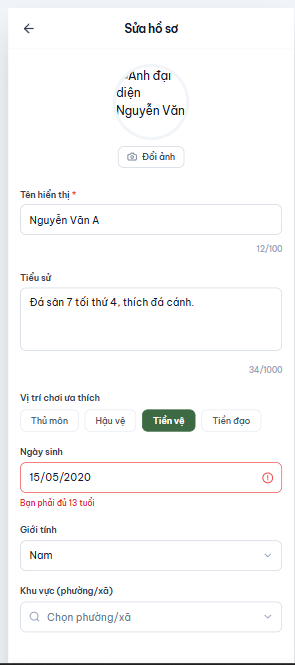 Sửa hồ sơ
Ảnh đại
diện
Nguyễn Văn
Đổi ảnh
Tên hiển thị *
Nguyễn Văn A
12/100
Tiểu sử
Đá sân 7 tối thứ 4, thích đá cánh.
34/1000
Vị trí chơi ưa thích
Thủ môn Hậu vệ Tiền vệ Tiền đạo
Ngày sinh
15/05/2020
Bạn phải đủ 13 tuổi
Giới tính
Nam
Khu vực (phường/xã)
Chọn phường/xã